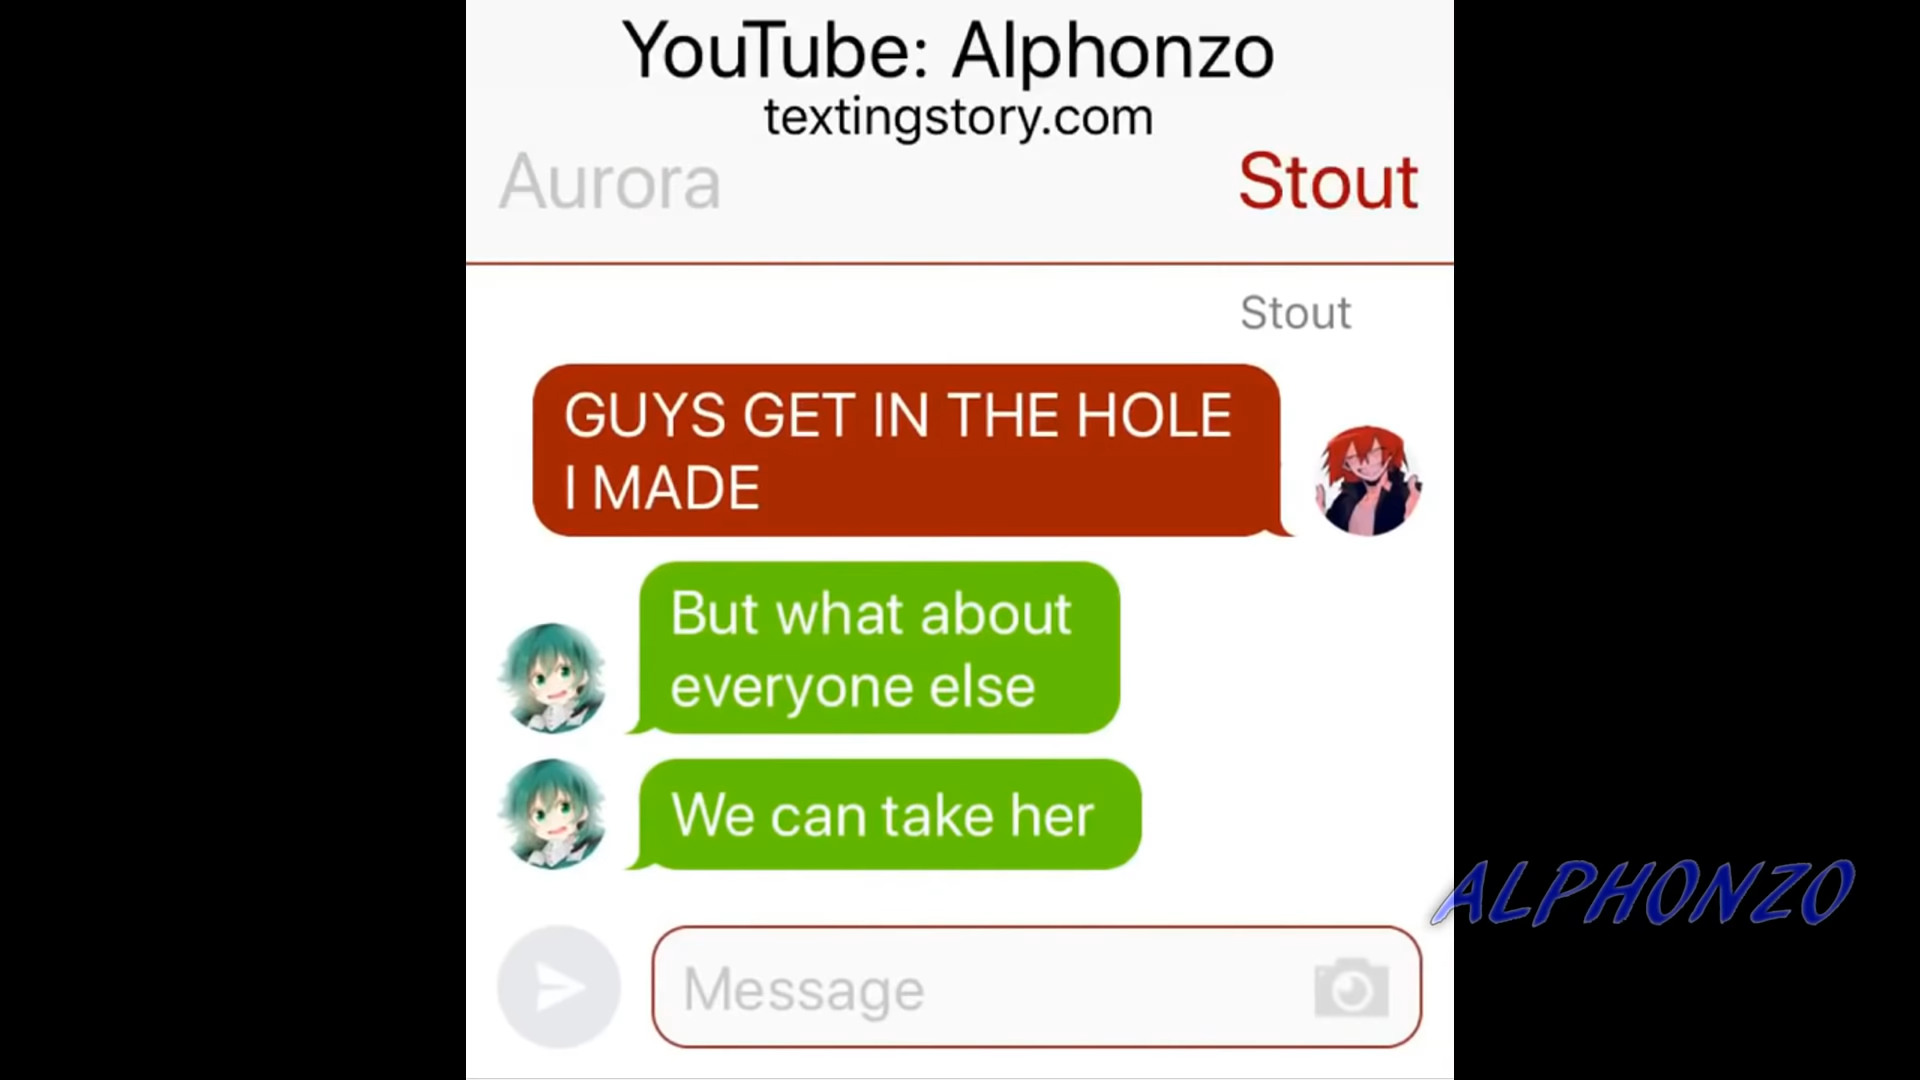 YouTube: Alphonzo
textingstory.com
Aurora
Stout
Stout
GUYS GET IN THE HOLE
I MADE
But what about
everyone else
We can take her
ALPHONZO
Message